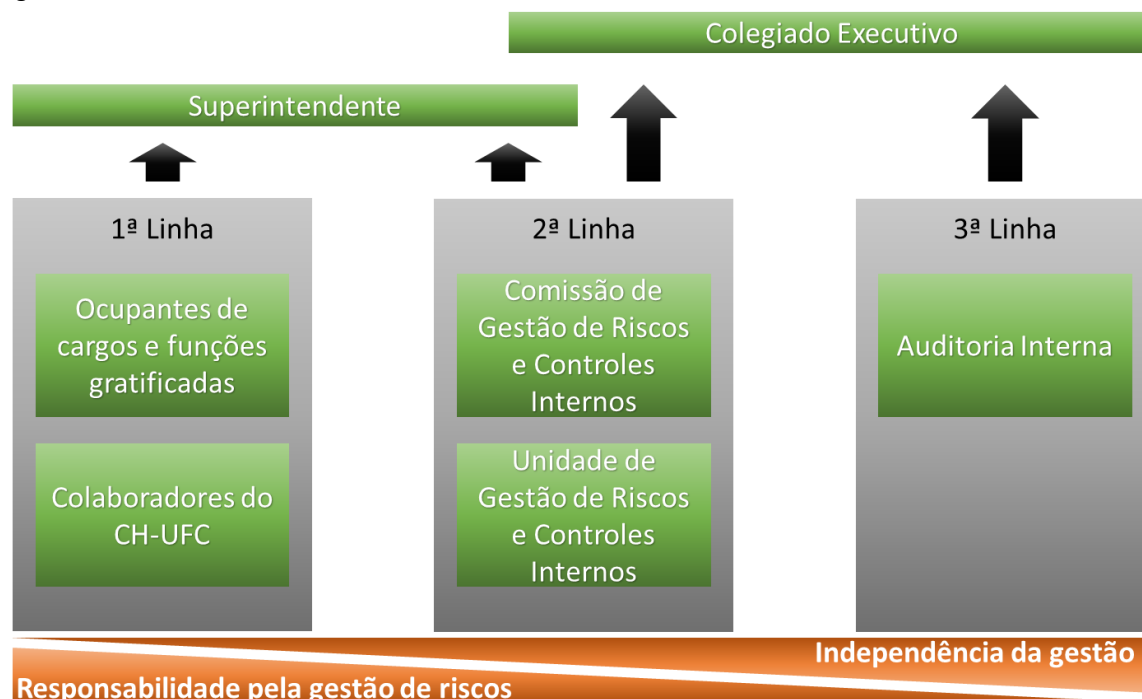 Colegiado Executivo
Superintendente
1ª Linha
Ocupantes de
cargos e funções
gratificadas
Colaboradores do
CH-UFC
2ª Linha
Comissão de
Gestão de Riscos
e Controles
Internos
Unidade de
Gestão de Riscos
e Controles
Internos
3ª Linha
Auditoria Interna
Independência da gestão
Responsabilidade pela gestão de riscos